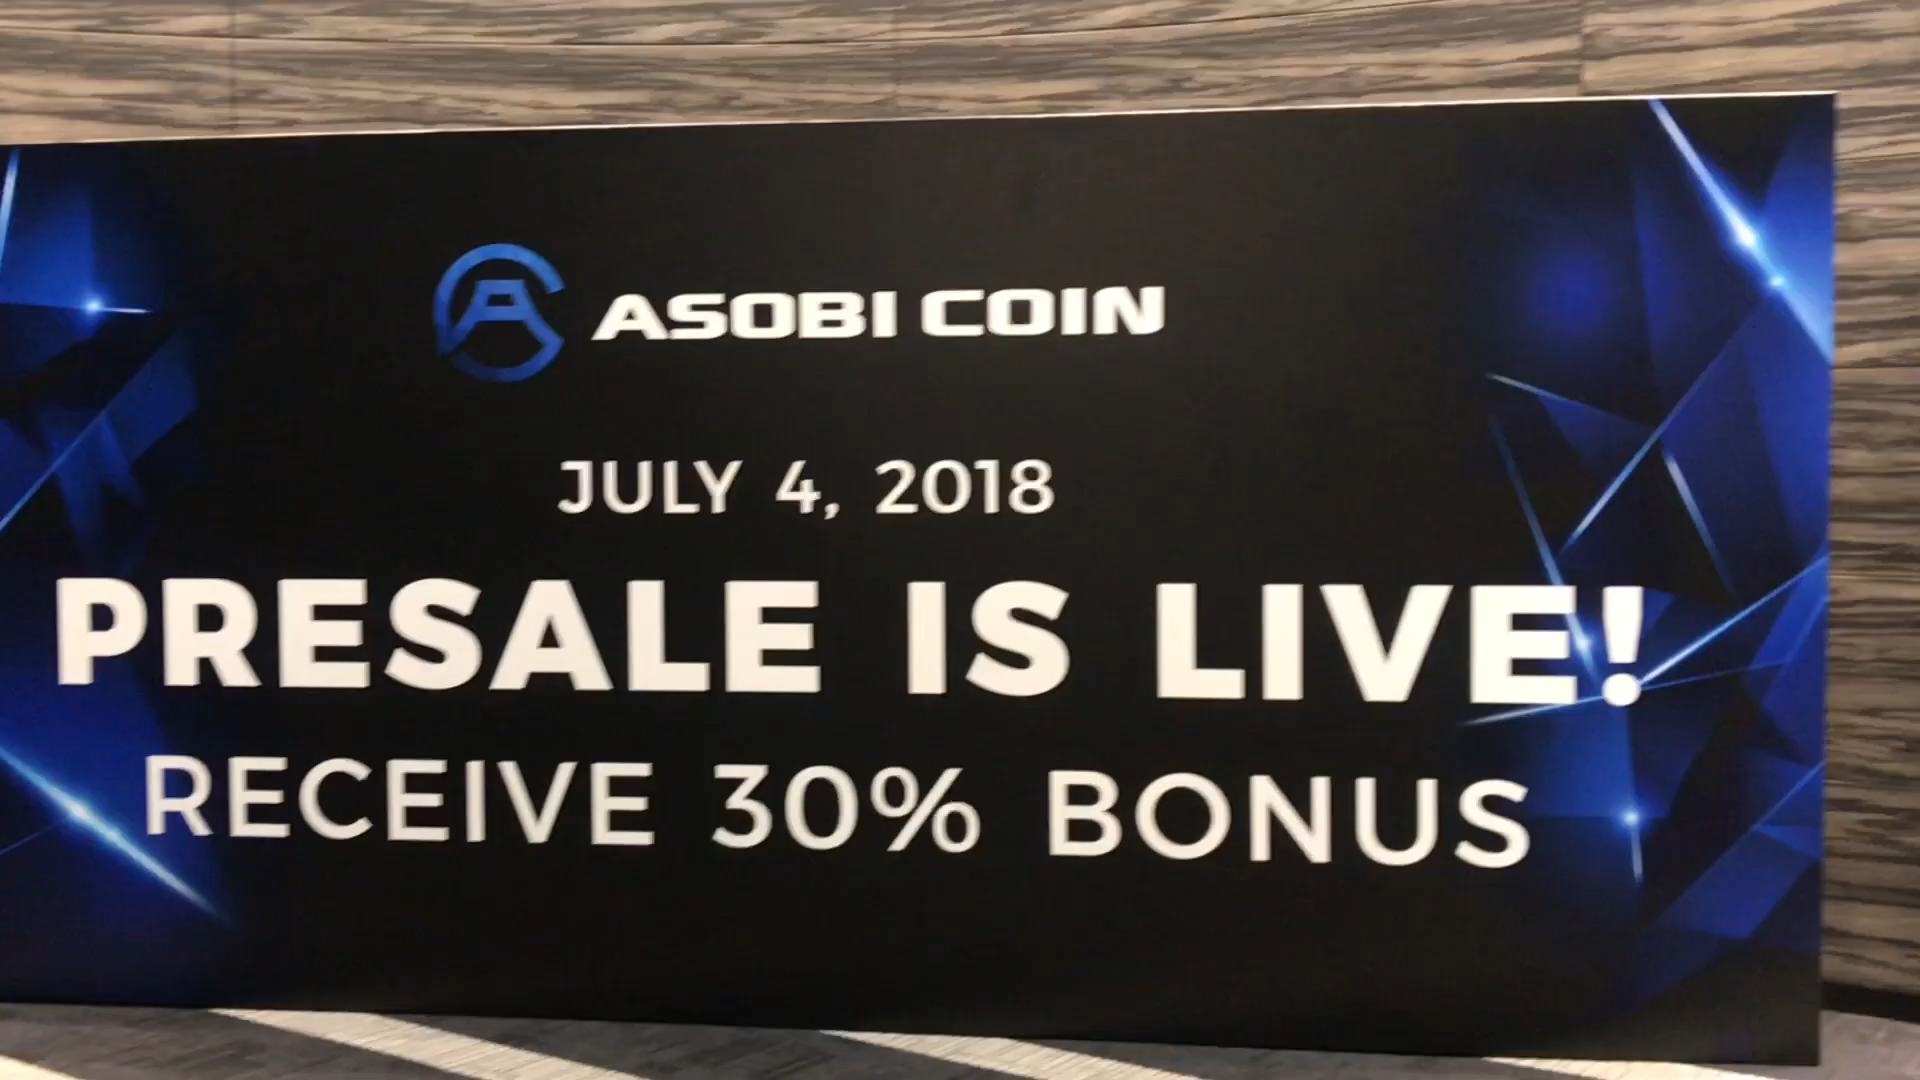 ASOBI COIN
JULY 4, 2018
PRESALE IS LIVE!
RECEIVE 30% BONUS